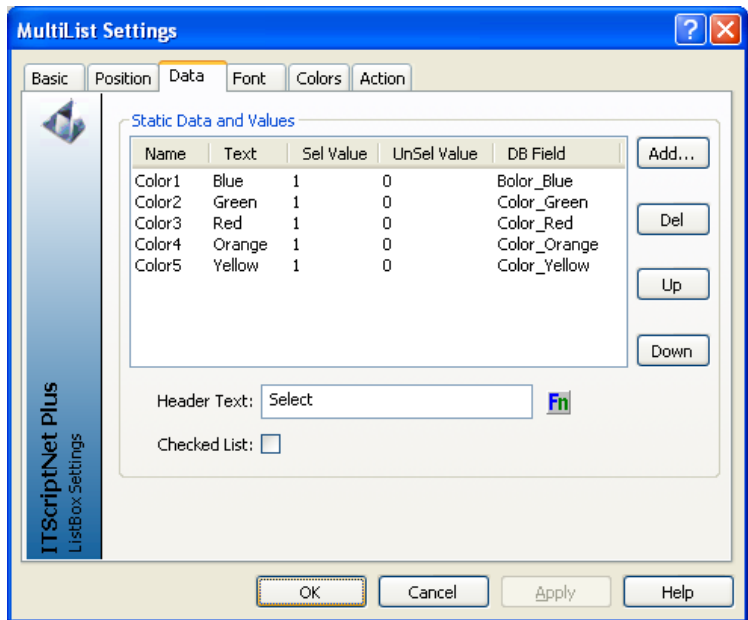 MultiList Settings
Basic Position Data Font Colors Action
Static Data and Values
Name Text Sel Value UnSel Value DB Field
Color1 Blue 1 0 Bolor_Blue
Color2 Green 1 0 Color_Green
Color3 Red 1 0 Color_Red
Color4 Orange 1 0 Color_Orange
Color5 Yellow 1 0 Color_Yellow
Add...
Del
Up
Down
Header Text: Select Fn
Checked List:
ITScriptNet Plus
ListBox Settings
OK Cancel Apply Help